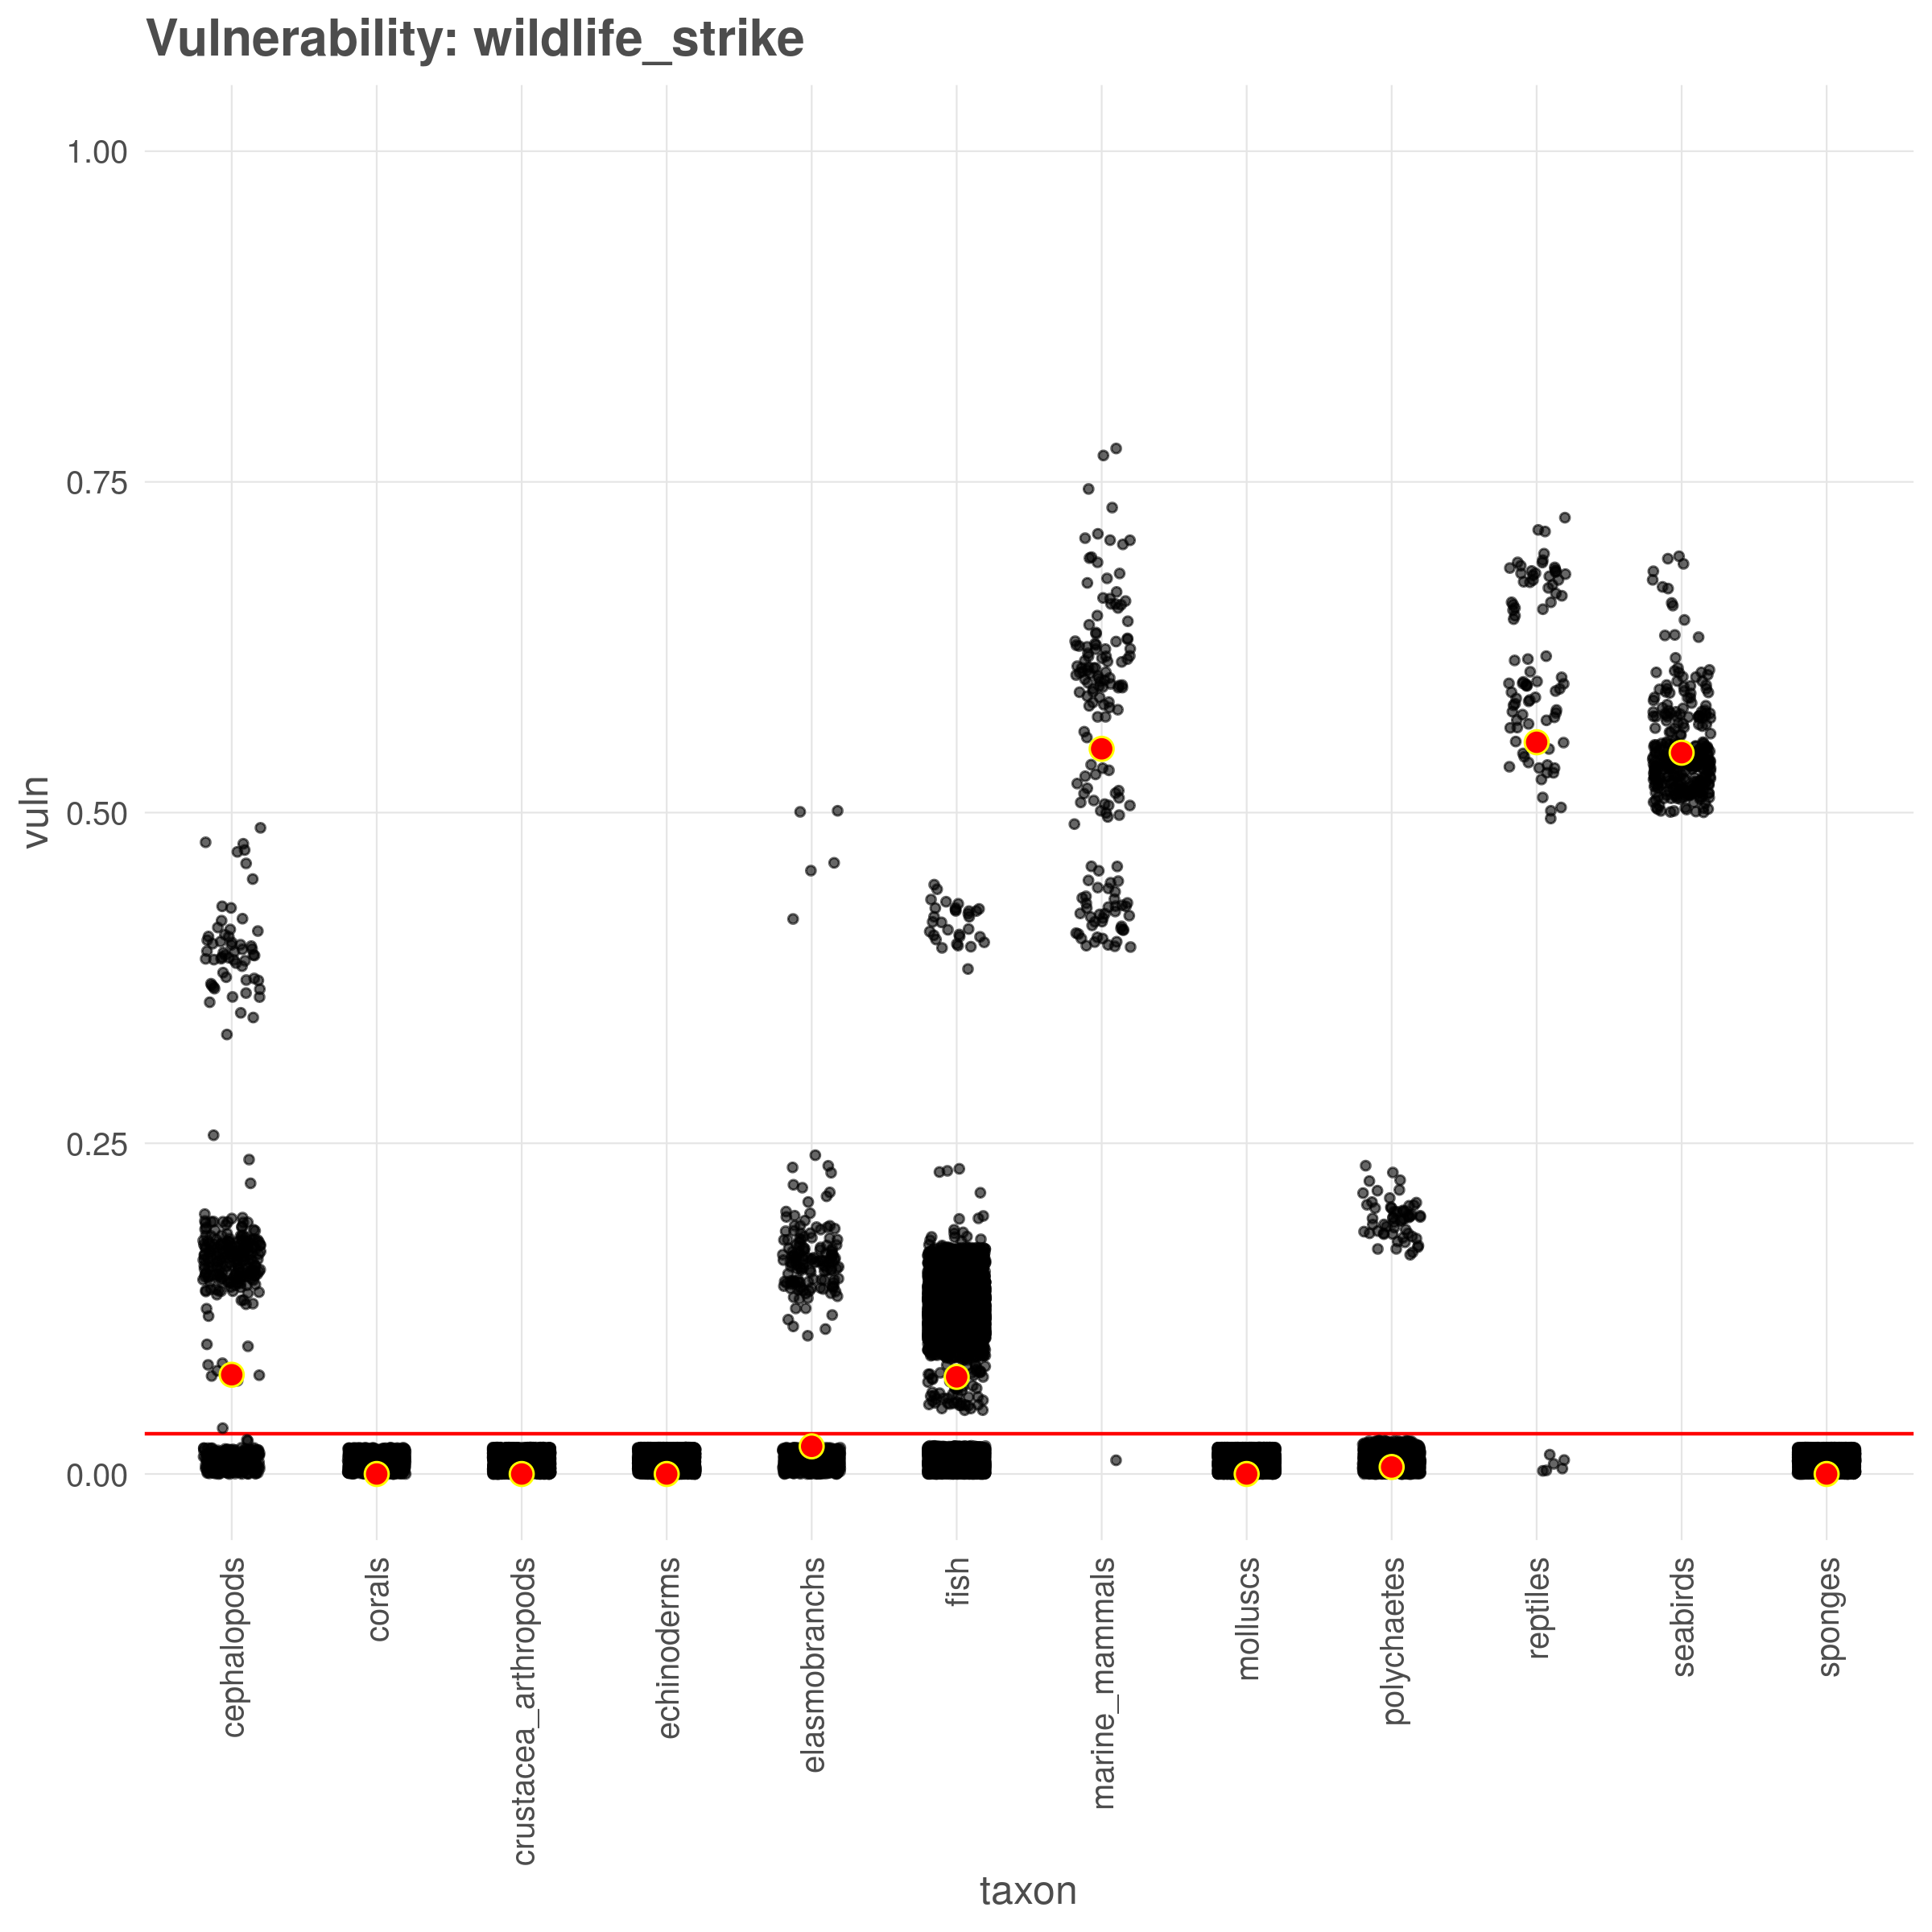 Vulnerability: wildlife_strike
1.00
0.75
0.50
0.25
0.00
vuln
cephalopods
corals
crustacea_arthropods
echinoderms
elasmobranchs
fish
marine_mammals
molluscs
polychaetes
reptiles
seabirds
sponges
taxon